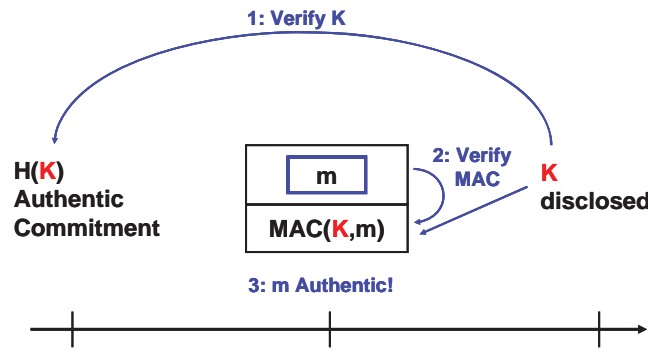 1: Verify K
H(K)
Authentic
Commitment
m
MAC(K,m)
2: Verify
MAC
K
disclosed
3: m Authentic!